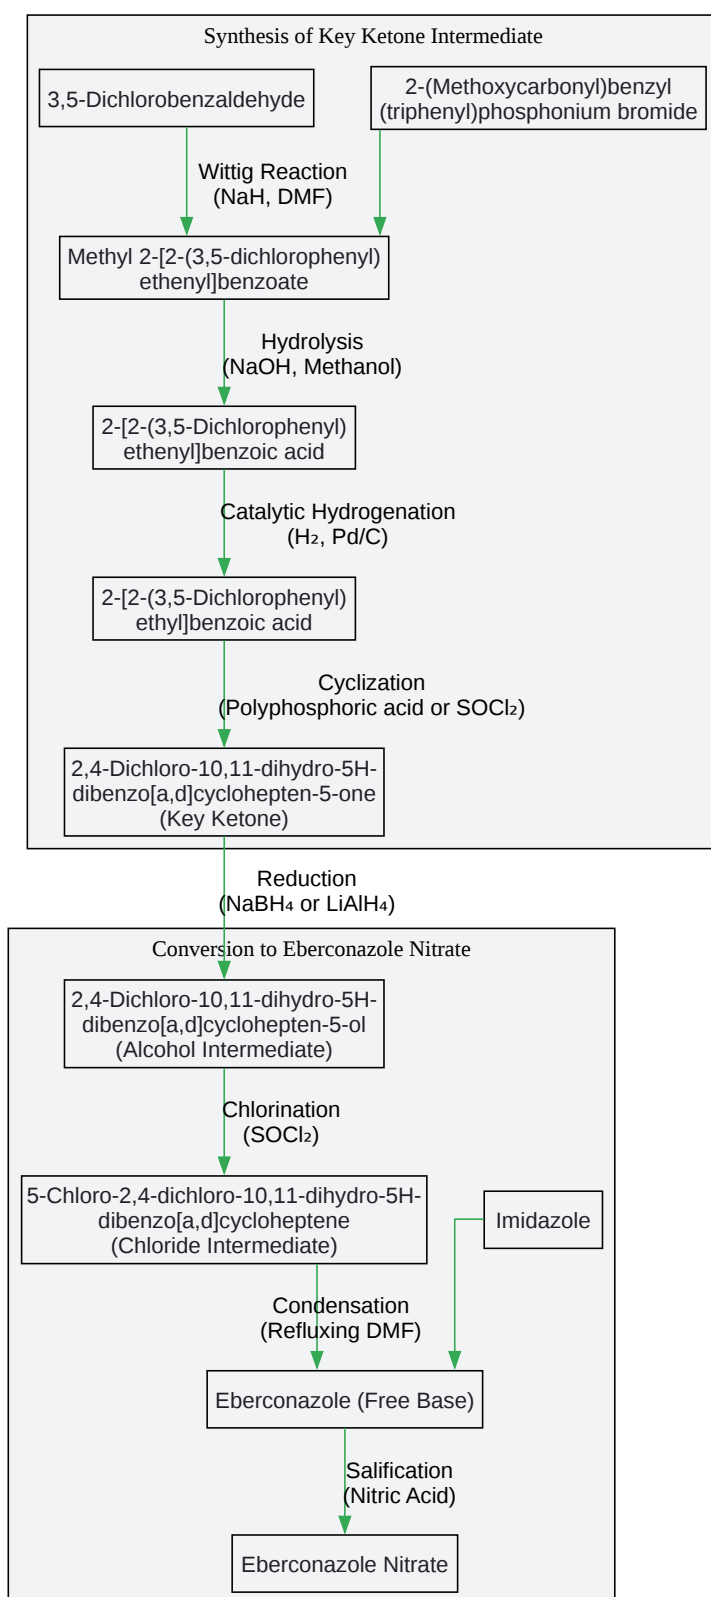 Synthesis of Key Ketone Intermediate
3,5-Dichlorobenzaldehyde
2-(Methoxycarbonyl)benzyl
(triphenyl)phosphonium bromide
Wittig Reaction
(NaH, DMF)
Methyl 2-[2-(3,5-dichlorophenyl)
ethenyl]benzoate
Hydrolysis
(NaOH, Methanol)
2-[2-(3,5-Dichlorophenyl)
ethenyl]benzoic acid
Catalytic Hydrogenation
(H₂, Pd/C)
2-[2-(3,5-Dichlorophenyl)
ethyl]benzoic acid
Cyclization
(Polyphosphoric acid or SOCl₂)
2,4-Dichloro-10,11-dihydro-5H-
dibenzo[a,d]cyclohepten-5-one
(Key Ketone)
Reduction
(NaBH₄ or LiAlH₄)
Conversion to Eberconazole Nitrate
2,4-Dichloro-10,11-dihydro-5H-
dibenzo[a,d]cyclohepten-5-ol
(Alcohol Intermediate)
Chlorination
(SOCl₂)
5-Chloro-2,4-dichloro-10,11-dihydro-5H-
dibenzo[a,d]cycloheptene
(Chloride Intermediate)
Imidazole
Condensation
(Refluxing DMF)
Eberconazole (Free Base)
Salification
(Nitric Acid)
Eberconazole Nitrate